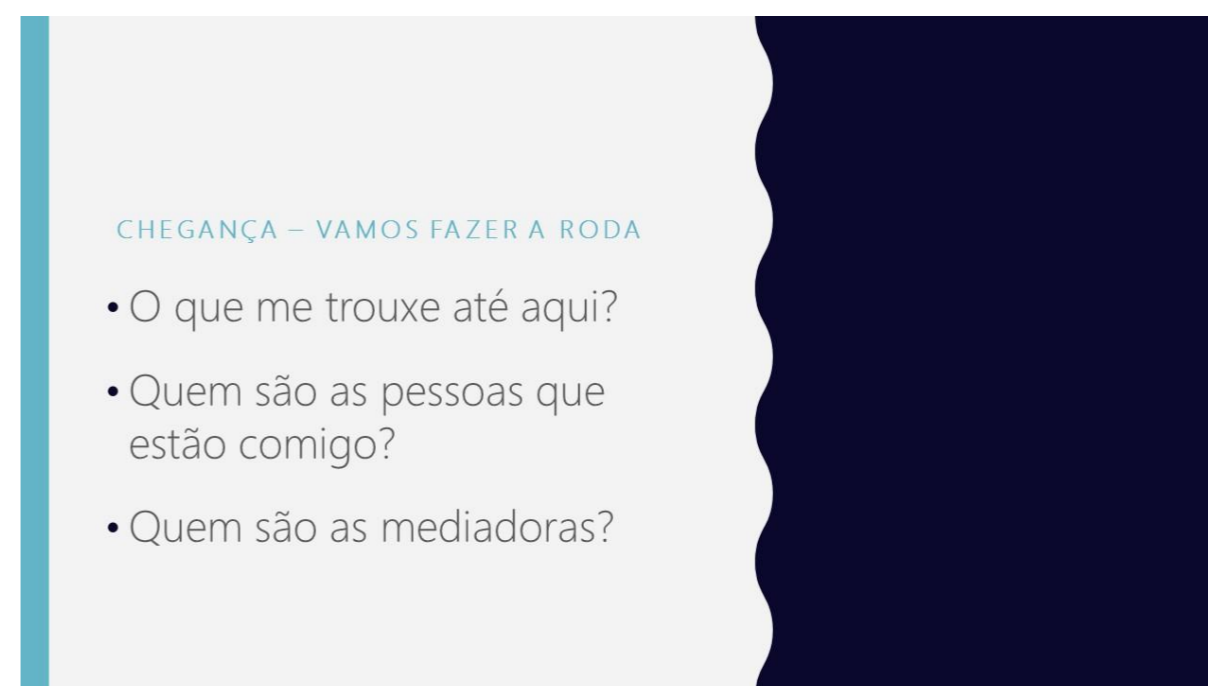 CHEGANÇA – VAMOS FAZER A RODA
• O que me trouxe até aqui?
• Quem são as pessoas que
estão comigo?
• Quem são as mediadoras?